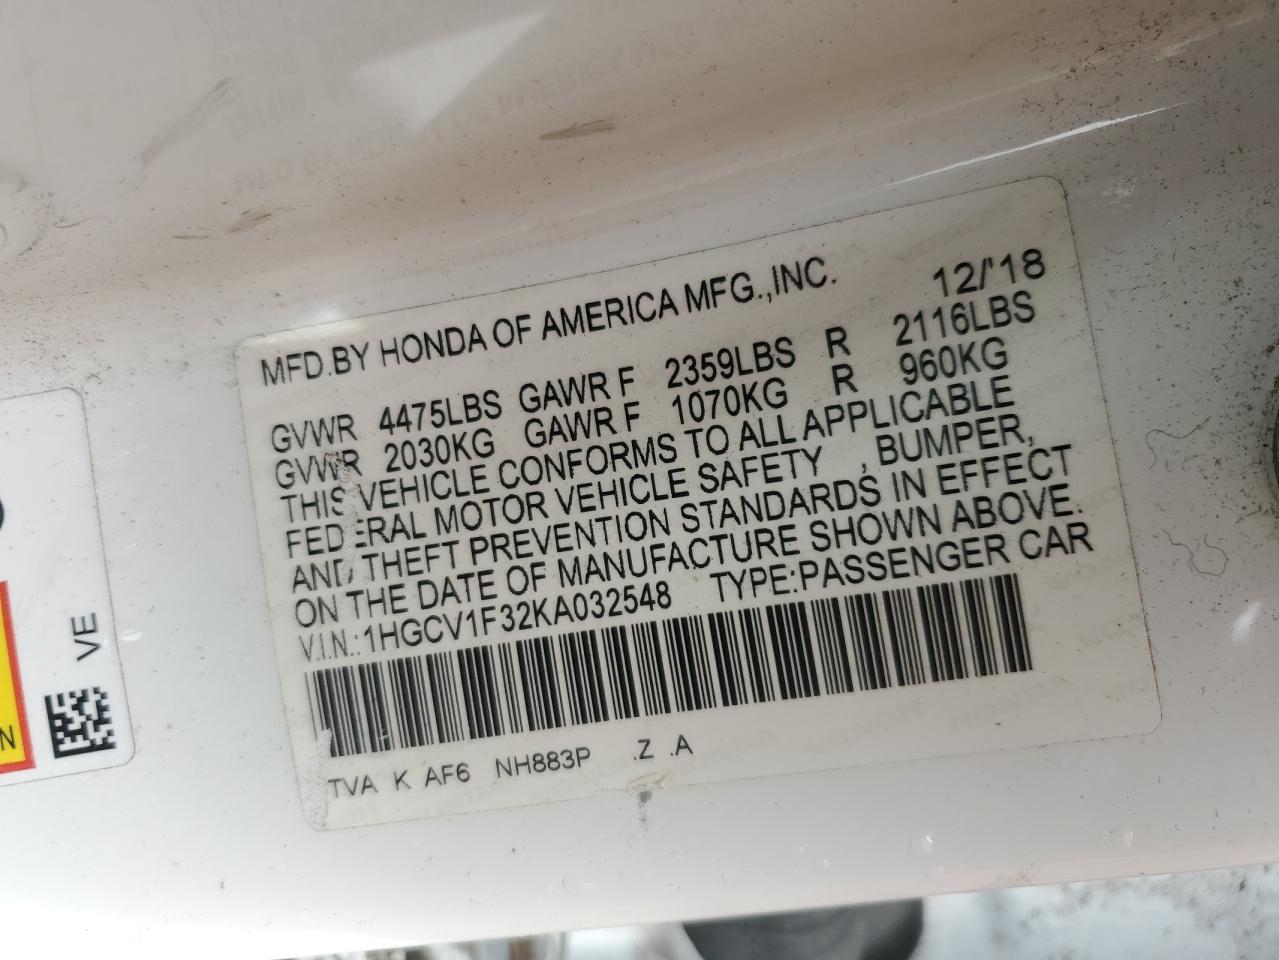 MFD.BY HONDA OF AMERICA MFG.,INC. 12/'18
GVWR 4475LBS GAWR F 2359LBS R 2116LBS
GVWR 2030KG GAWR F 1070KG R 960KG
THIS VEHICLE CONFORMS TO ALL APPLICABLE
FEDERAL MOTOR VEHICLE SAFETY , BUMPER,
AND THEFT PREVENTION STANDARDS IN EFFECT
ON THE DATE OF MANUFACTURE SHOWN ABOVE.
V.I.N.:1HGCV1F32KA032548 TYPE:PASSENGER CAR
TVA K AF6 NH883P .Z .A
VE
N